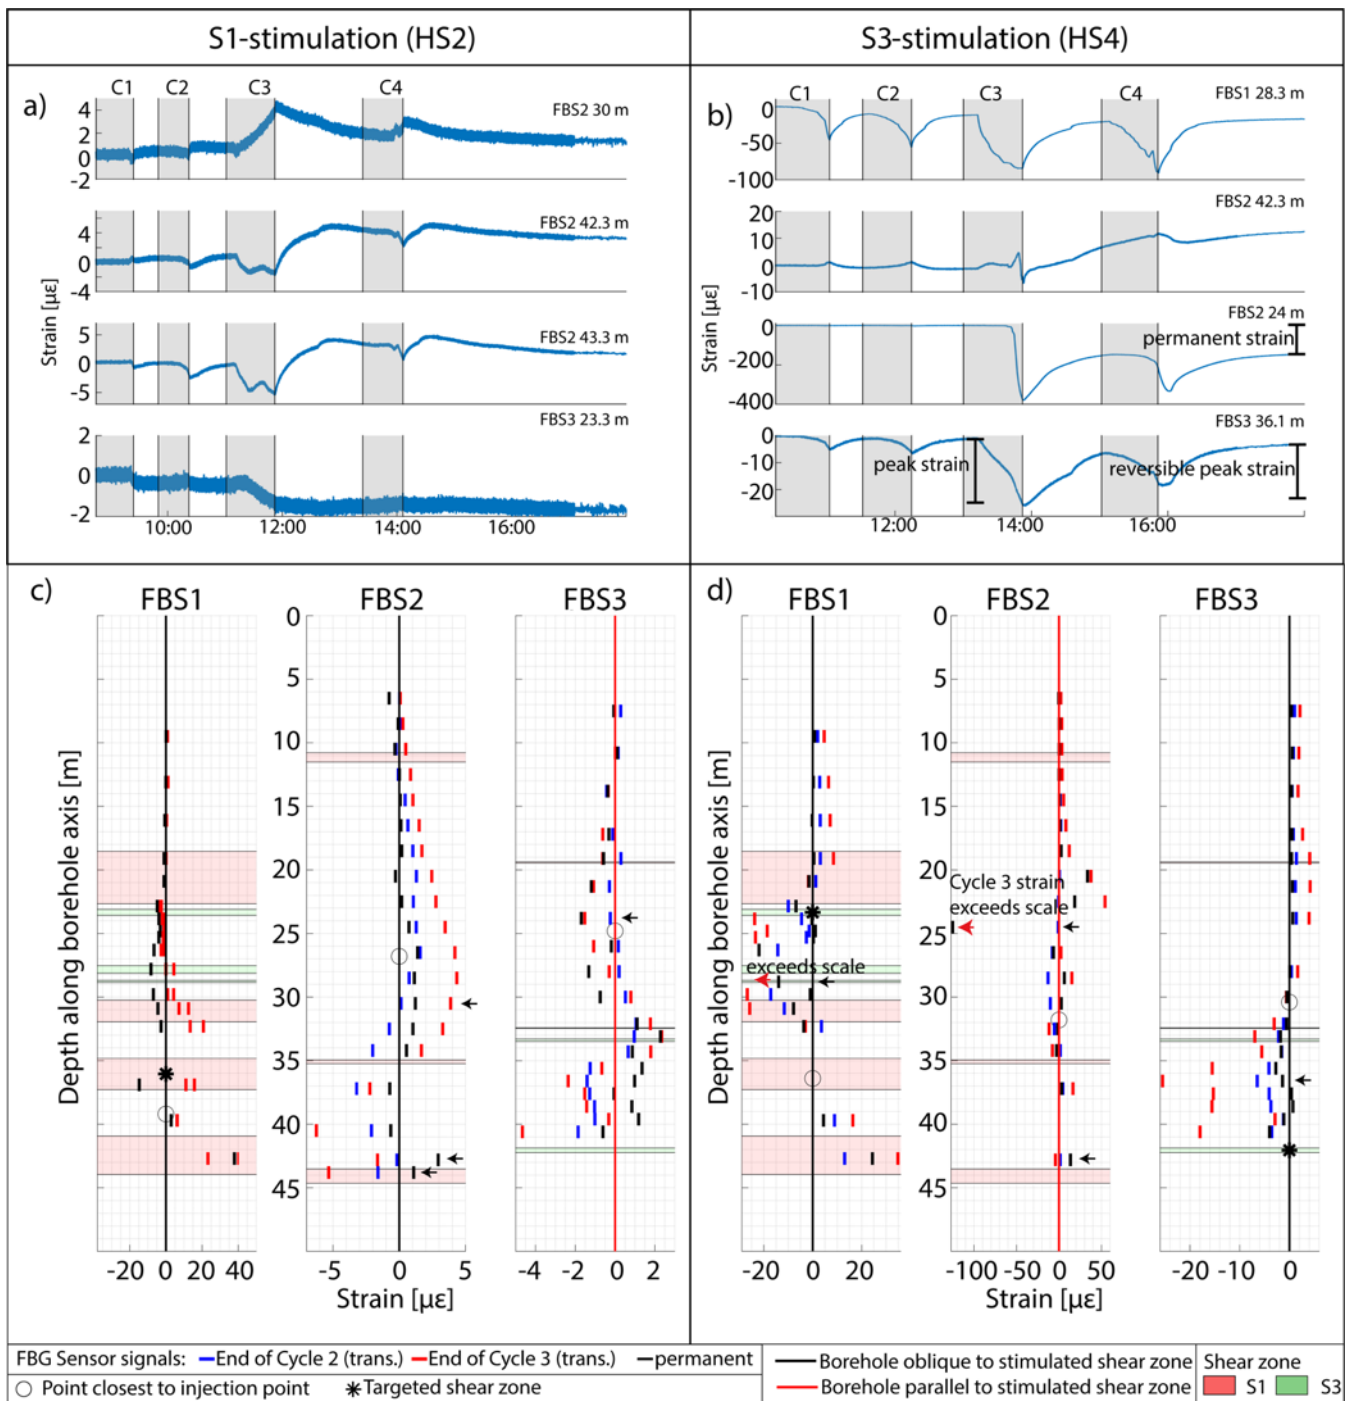 S1-stimulation (HS2)
S3-stimulation (HS4)
a)
C1
C2
C3
C4
FBS2 30 m
4
2
0
-2
FBS2 42.3 m
4
0
-4
FBS2 43.3 m
5
0
-5
FBS3 23.3 m
2
0
-2
Strain [με]
10:00
12:00
14:00
16:00
b)
C1
C2
C3
C4
FBS1 28.3 m
0
-50
-100
FBS2 42.3 m
20
10
0
-10
FBS2 24 m
0
-200
-400
permanent strain
FBS3 36.1 m
0
-10
-20
peak strain
reversible peak strain
Strain [με]
12:00
14:00
16:00
c)
FBS1
FBS2
FBS3
Depth along borehole axis [m]
0
5
10
15
20
25
30
35
40
45
-20
0
20
40
-5
0
5
-4
-2
0
2
Strain [με]
d)
FBS1
FBS2
FBS3
Depth along borehole axis [m]
0
5
10
15
20
25
30
35
40
45
Cycle 3 strain
exceeds scale
exceeds scale
-20
0
20
-100
-50
0
50
-20
-10
0
Strain [με]
FBG Sensor signals:
End of Cycle 2 (trans.)
End of Cycle 3 (trans.)
permanent
Point closest to injection point
Targeted shear zone
Borehole oblique to stimulated shear zone
Borehole parallel to stimulated shear zone
Shear zone
S1
S3